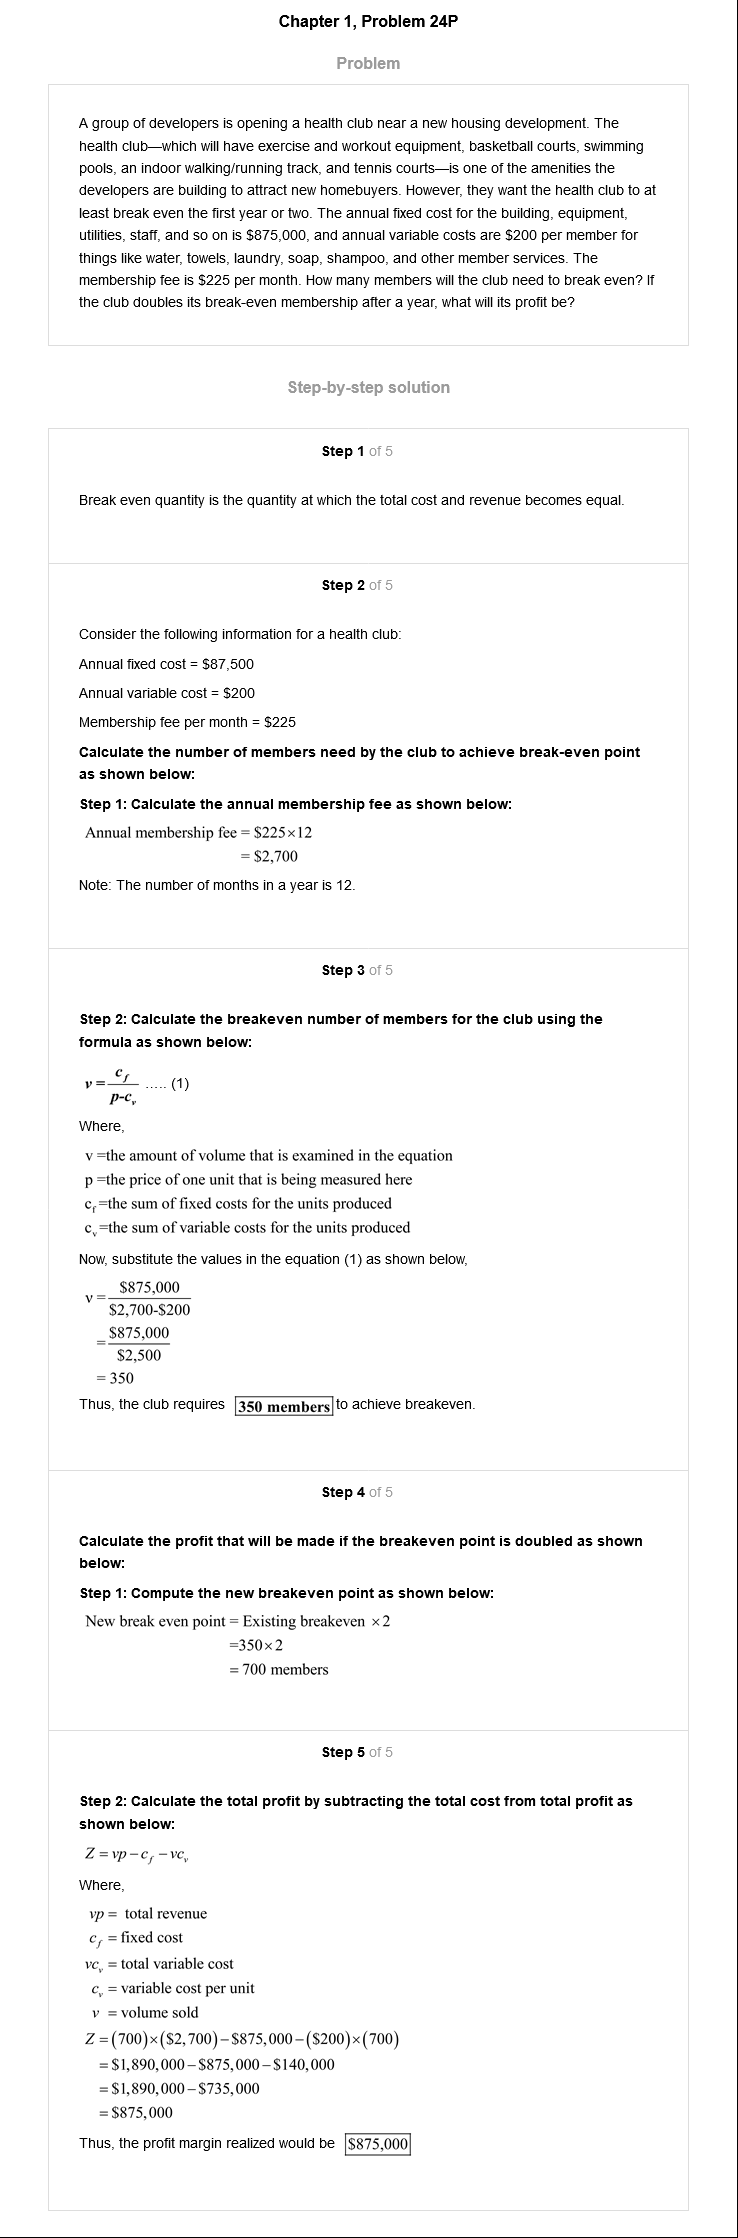 Chapter 1, Problem 24P
Problem
A group of developers is opening a health club near a new housing development. The
health club—which will have exercise and workout equipment, basketball courts, swimming
pools, an indoor walking/running track, and tennis courts—is one of the amenities the
developers are building to attract new homebuyers. However, they want the health club to at
least break even the first year or two. The annual fixed cost for the building, equipment,
utilities, staff, and so on is $875,000, and annual variable costs are $200 per member for
things like water, towels, laundry, soap, shampoo, and other member services. The
membership fee is $225 per month. How many members will the club need to break even? If
the club doubles its break-even membership after a year, what will its profit be?
Step-by-step solution
Step 1 of 5
Break even quantity is the quantity at which the total cost and revenue becomes equal.
Step 2 of 5
Consider the following information for a health club:
Annual fixed cost = $87,500
Annual variable cost = $200
Membership fee per month = $225
Calculate the number of members need by the club to achieve break-even point
as shown below:
Step 1: Calculate the annual membership fee as shown below:
Annual membership fee = $225×12
= $2,700
Note: The number of months in a year is 12.
Step 3 of 5
Step 2: Calculate the breakeven number of members for the club using the
formula as shown below:
v = c_f / (p-c_v) ..... (1)
Where,
v =the amount of volume that is examined in the equation
p =the price of one unit that is being measured here
c_f=the sum of fixed costs for the units produced
c_v=the sum of variable costs for the units produced
Now, substitute the values in the equation (1) as shown below,
v = $875,000 / ($2,700-$200)
= $875,000 / $2,500
= 350
Thus, the club requires 350 members to achieve breakeven.
Step 4 of 5
Calculate the profit that will be made if the breakeven point is doubled as shown
below:
Step 1: Compute the new breakeven point as shown below:
New break even point = Existing breakeven ×2
=350×2
= 700 members
Step 5 of 5
Step 2: Calculate the total profit by subtracting the total cost from total profit as
shown below:
Z = vp − c_f − vc_v
Where,
vp = total revenue
c_f = fixed cost
vc_v = total variable cost
c_v = variable cost per unit
v = volume sold
Z = (700)×($2,700)−$875,000−($200)×(700)
= $1,890,000−$875,000−$140,000
= $1,890,000−$735,000
= $875,000
Thus, the profit margin realized would be $875,000